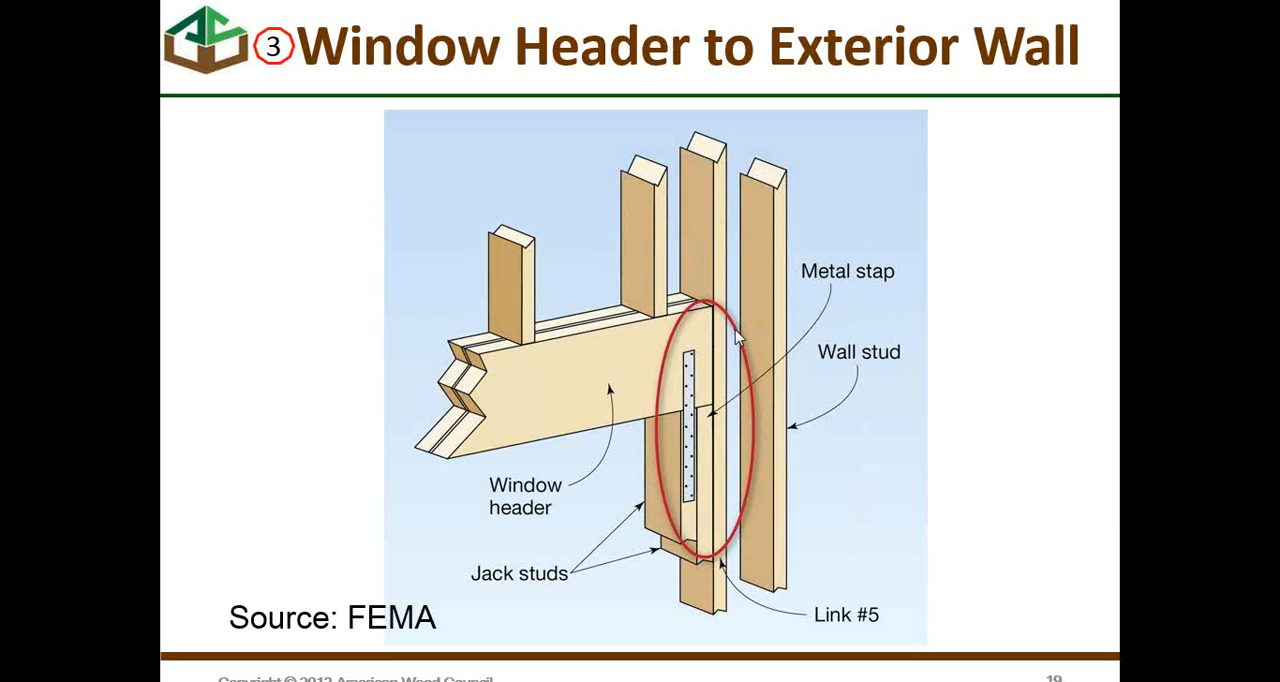 3 Window Header to Exterior Wall
Metal stap
Wall stud
Window
header
Jack studs
Link #5
Source: FEMA
Copyright © 2013 American Wood Council
19